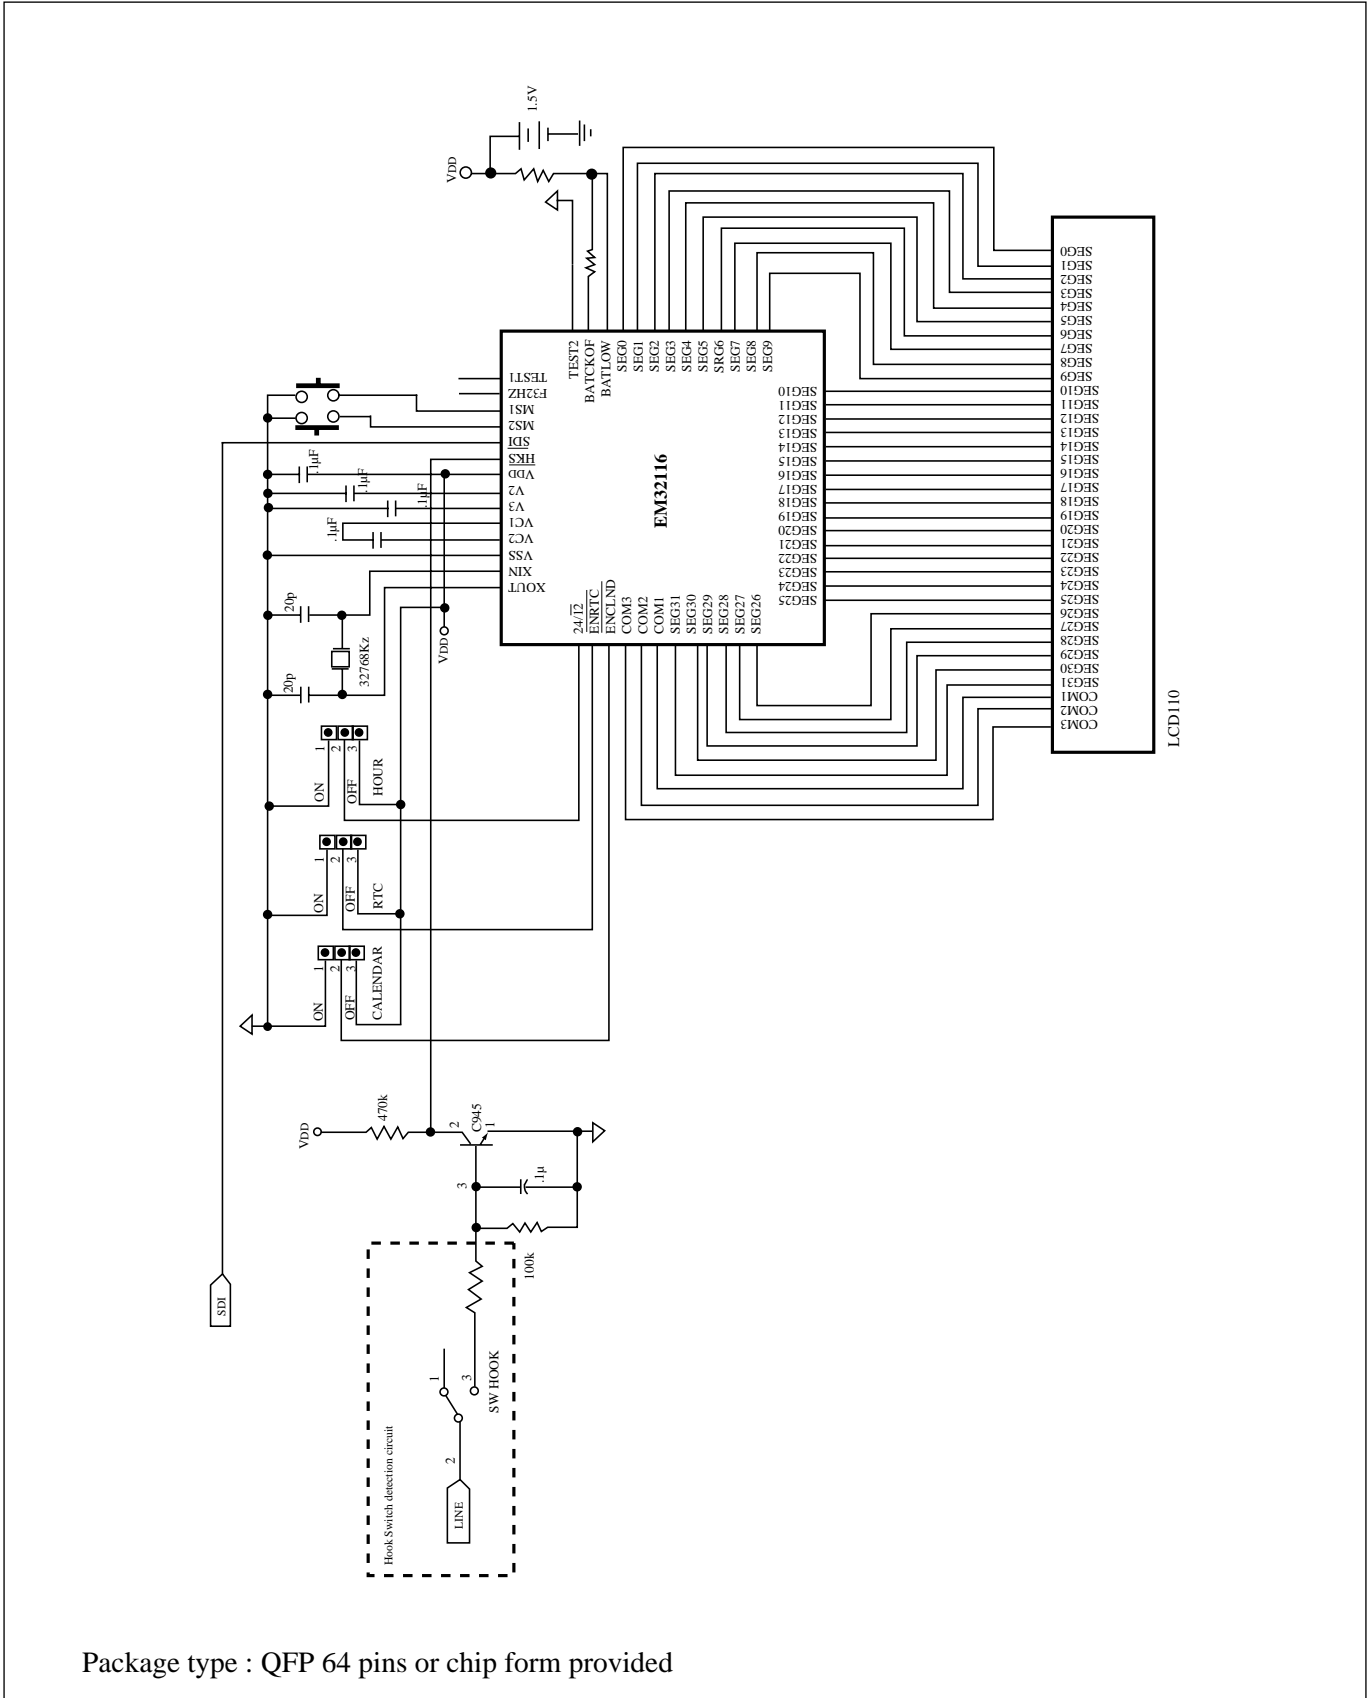 1.5V
VDD
TEST2
BATCKOF
BATLOW
SEG0
SEG1
SEG2
SEG3
SEG4
SEG5
SRG6
SEG7
SEG8
SEG9
TEST1
F32HZ
MS1
MS2
SDI
HKS
VDD
V2
V3
VC1
VC2
VSS
XIN
XOUT
.1µF
.1µF
.1µF
.1µF
EM32116
SEG10
SEG11
SEG12
SEG13
SEG14
SEG15
SEG16
SEG17
SEG18
SEG19
SEG20
SEG21
SEG22
SEG23
SEG24
SEG25
24/12
ENRTC
ENCLND
COM3
COM2
COM1
SEG31
SEG30
SEG29
SEG28
SEG27
SEG26
SEG0
SEG1
SEG2
SEG3
SEG4
SEG5
SEG6
SEG7
SEG8
SEG9
SEG10
SEG11
SEG12
SEG13
SEG14
SEG15
SEG16
SEG17
SEG18
SEG19
SEG20
SEG21
SEG22
SEG23
SEG24
SEG25
SEG26
SEG27
SEG28
SEG29
SEG30
SEG31
COM1
COM2
COM3
LCD110
20p
32768Kz
20p
VDD
1
2
3
ON
OFF
HOUR
1
2
3
ON
OFF
RTC
1
2
3
ON
OFF
CALENDAR
VDD
470k
2
C945
1
3
.1µ
100k
SDI
1
3
SW HOOK
2
LINE
Hook Switch detection circuit
Package type : QFP 64 pins or chip form provided